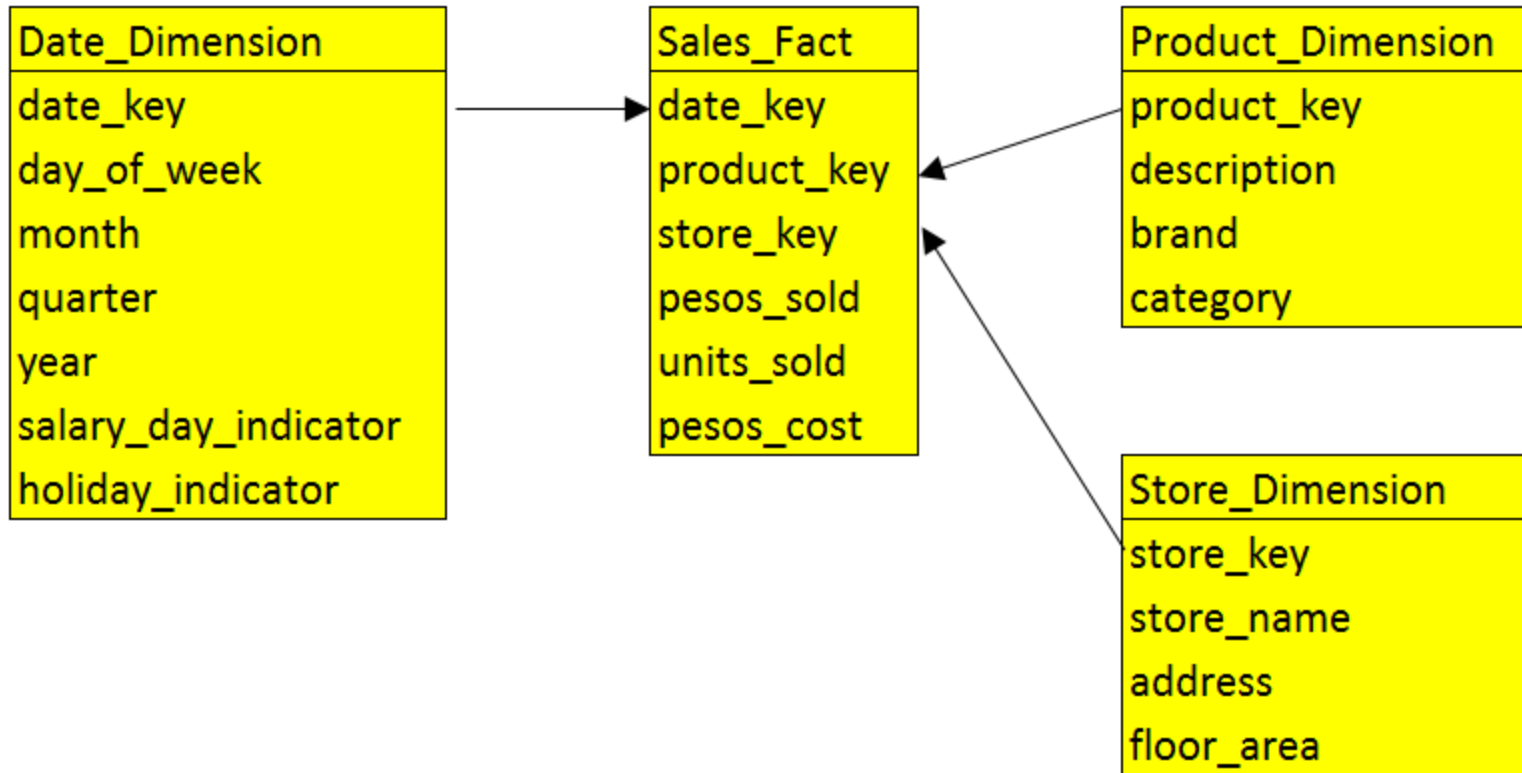 Date_Dimension
date_key
day_of_week
month
quarter
year
salary_day_indicator
holiday_indicator
Sales_Fact
date_key
product_key
store_key
pesos_sold
units_sold
pesos_cost
Product_Dimension
product_key
description
brand
category
Store_Dimension
store_key
store_name
address
floor_area